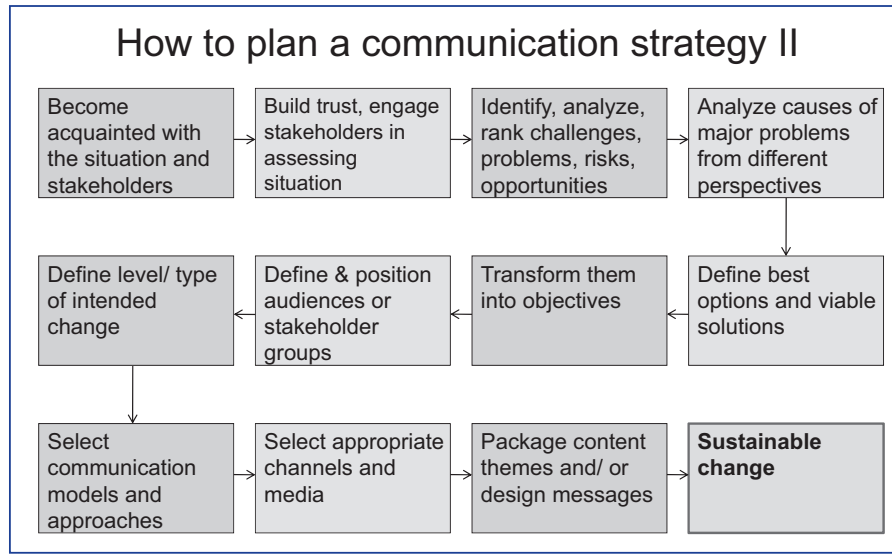 How to plan a communication strategy II
Become
acquainted with
the situation and
stakeholders
Build trust, engage
stakeholders in
assessing
situation
Identify, analyze,
rank challenges,
problems, risks,
opportunities
Analyze causes of
major problems
from different
perspectives
Define best
options and viable
solutions
Transform them
into objectives
Define & position
audiences or
stakeholder
groups
Define level/ type
of intended
change
Select
communication
models and
approaches
Select appropriate
channels and
media
Package content
themes and/ or
design messages
Sustainable
change